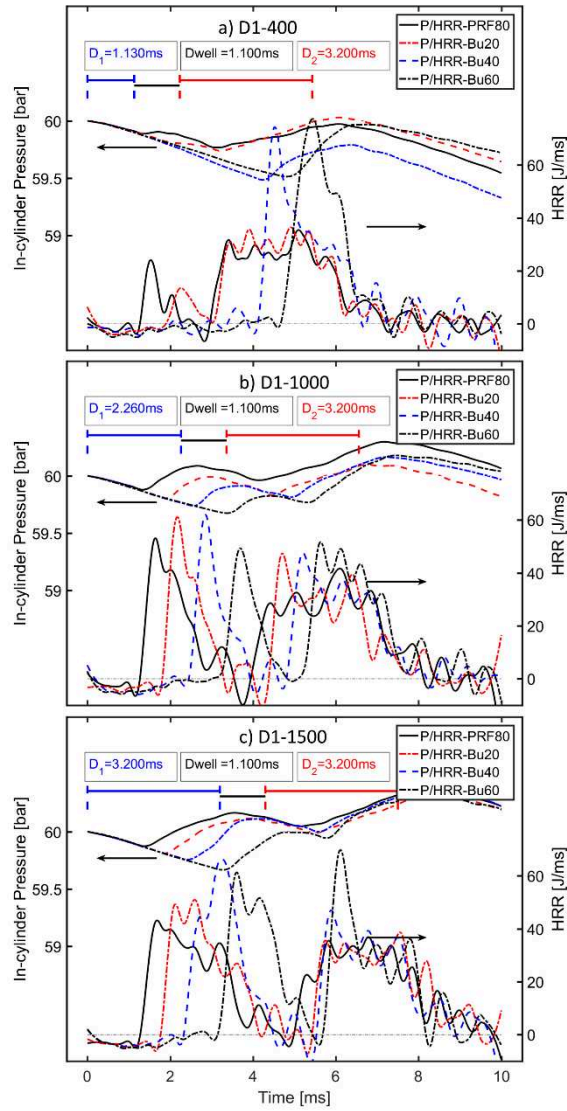 a) D1-400
D1=1.130ms Dwell=1.100ms D2=3.200ms
P/HRR-PRF80
P/HRR-Bu20
P/HRR-Bu40
P/HRR-Bu60
In-cylinder Pressure [bar]
60
59.5
59
HRR [J/ms]
60
40
20
0
b) D1-1000
D1=2.260ms Dwell=1.100ms D2=3.200ms
P/HRR-PRF80
P/HRR-Bu20
P/HRR-Bu40
P/HRR-Bu60
In-cylinder Pressure [bar]
60
59.5
59
HRR [J/ms]
60
40
20
0
c) D1-1500
D1=3.200ms Dwell=1.100ms D2=3.200ms
P/HRR-PRF80
P/HRR-Bu20
P/HRR-Bu40
P/HRR-Bu60
In-cylinder Pressure [bar]
60
59
HRR [J/ms]
60
40
20
0
0 2 4 6 8 10
Time [ms]